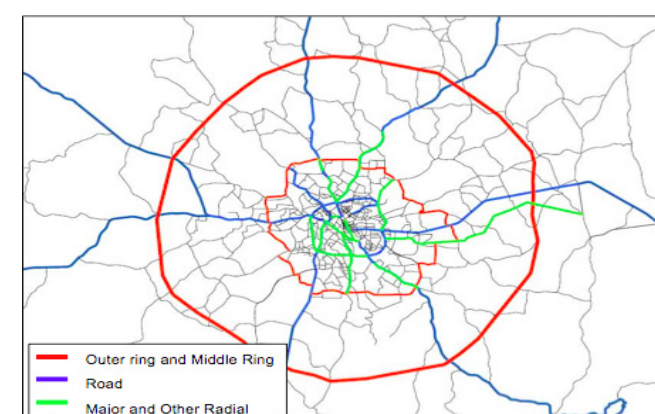 Outer ring and Middle Ring
Road
Major and Other Radial